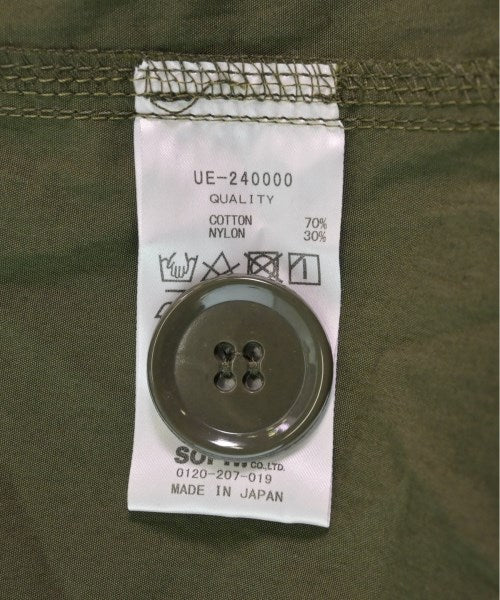 UE-240000
QUALITY
COTTON 70%
NYLON 30%
CO.,LTD.
0120-207-019
MADE IN JAPAN